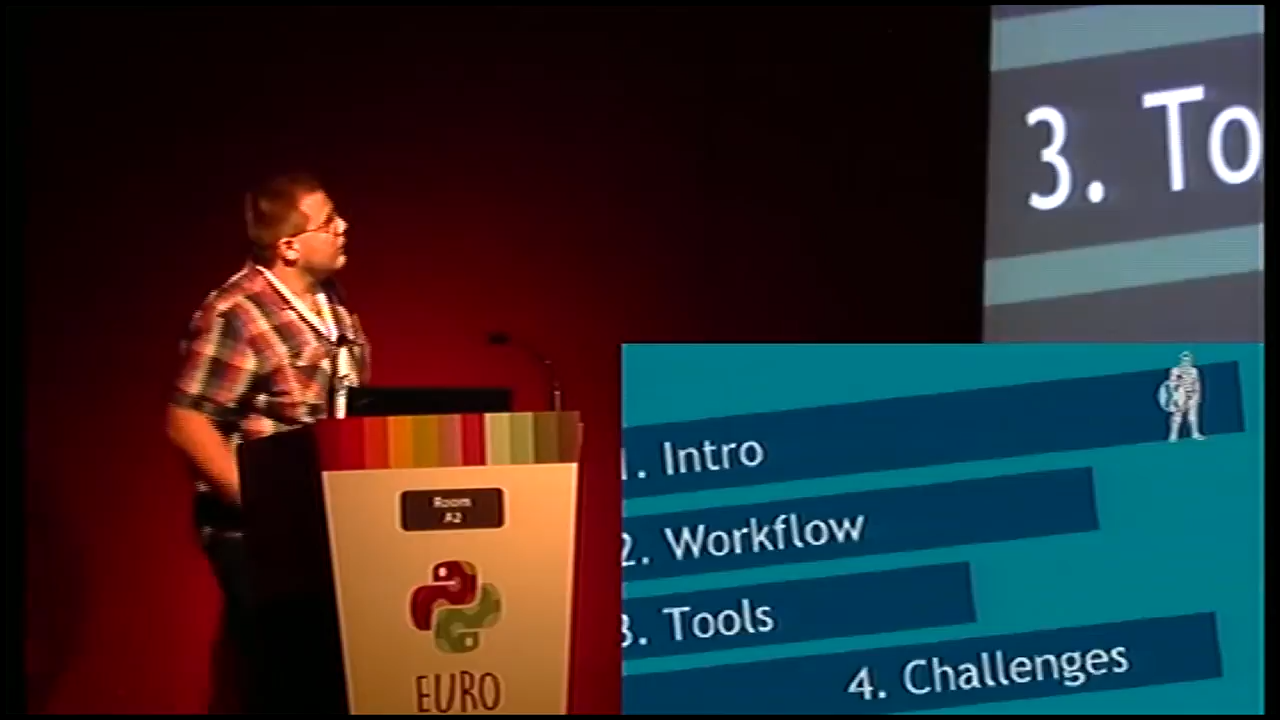 3. To
1. Intro
2. Workflow
3. Tools
4. Challenges
Room
A2
EURO